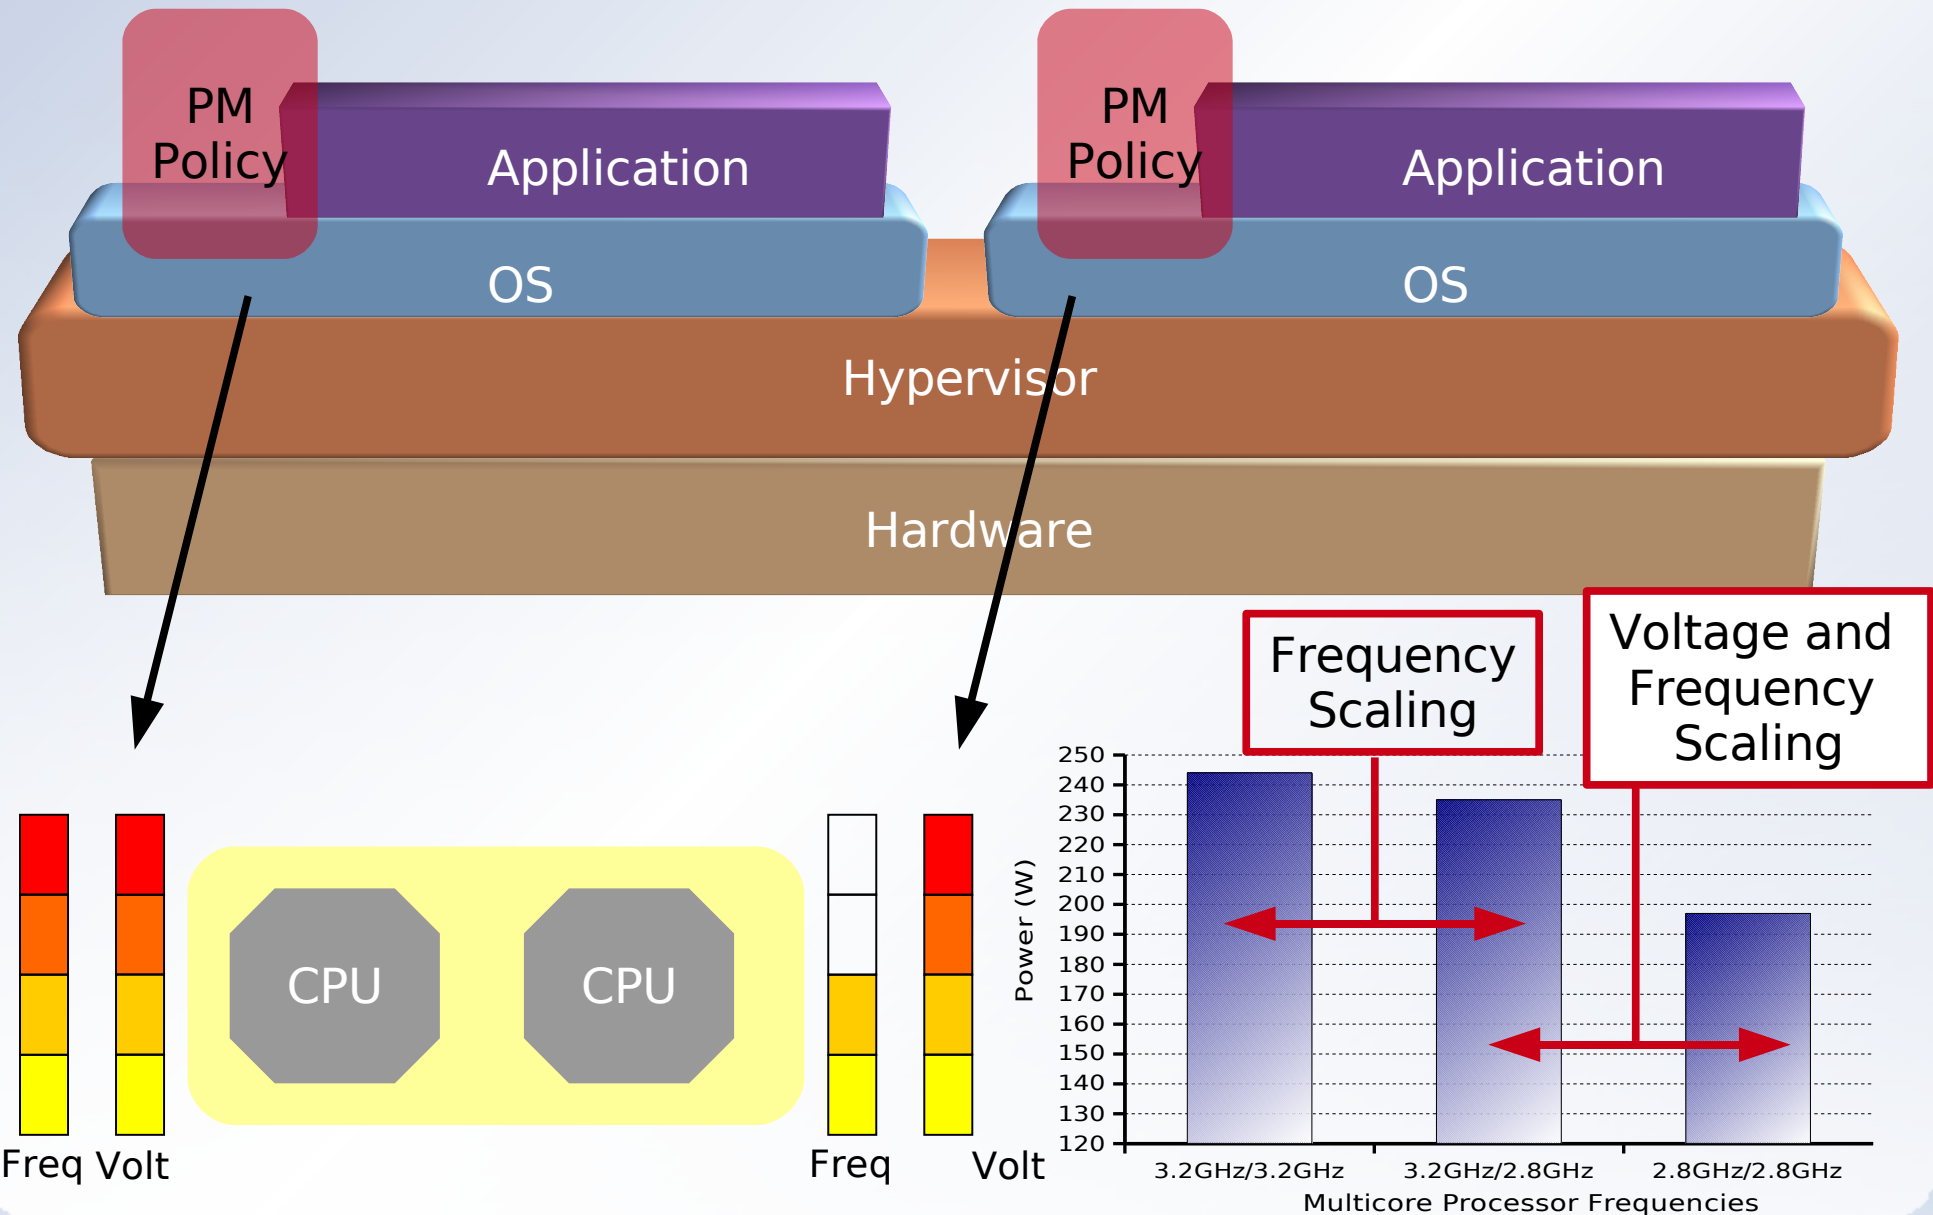 PM
Policy
Application
OS
PM
Policy
Application
OS
Hypervisor
Hardware
Frequency
Scaling
Voltage and
Frequency
Scaling
Freq Volt
CPU
CPU
Freq
Volt
Power (W)
250
240
230
220
210
200
190
180
170
160
150
140
130
120
3.2GHz/3.2GHz 3.2GHz/2.8GHz 2.8GHz/2.8GHz
Multicore Processor Frequencies